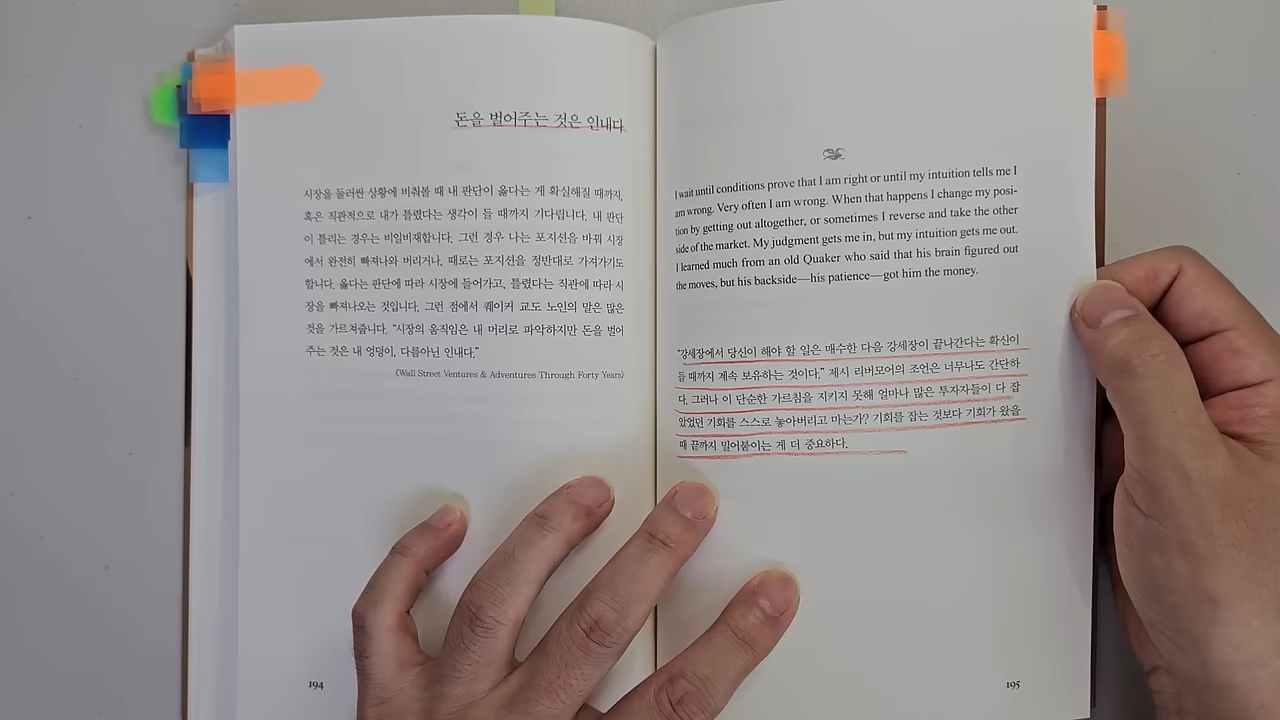 돈을 벌어주는 것은 인내다
시장을 둘러싼 상황에 비춰볼 때 내 판단이 옳다는 게 확실해질 때까지,
혹은 직관적으로 내가 틀렸다는 생각이 들 때까지 기다립니다. 내 판단
이 틀리는 경우는 비일비재합니다. 그런 경우 나는 포지션을 바꿔 시장
에서 완전히 빠져나와 버리거나, 때로는 포지션을 정반대로 가져가기도
합니다. 옳다는 판단에 따라 시장에 들어가고, 틀렸다는 직관에 따라 시
장을 빠져나오는 것입니다. 그런 점에서 퀘이커 교도 노인의 말은 많은
것을 가르쳐줍니다. "시장의 움직임은 내 머리로 파악하지만 돈을 벌어
주는 것은 내 엉덩이, 다름아닌 인내다."
《Wall Street Ventures & Adventures Through Forty Years》
194
I wait until conditions prove that I am right or until my intuition tells me I
am wrong. Very often I am wrong. When that happens I change my posi-
tion by getting out altogether, or sometimes I reverse and take the other
side of the market. My judgment gets me in, but my intuition gets me out.
I learned much from an old Quaker who said that his brain figured out
the moves, but his backside—his patience—got him the money.
"강세장에서 당신이 해야 할 일은 매수한 다음 강세장이 끝나간다는 확신이
들 때까지 계속 보유하는 것이다." 제시 리버모어의 조언은 너무나도 간단하
다. 그러나 이 단순한 가르침을 지키지 못해 얼마나 많은 투자자들이 다 잡
았었던 기회를 스스로 놓아버리고 마는가? 기회를 잡는 것보다 기회가 왔을
때 끝까지 밀어붙이는 게 더 중요하다.
195